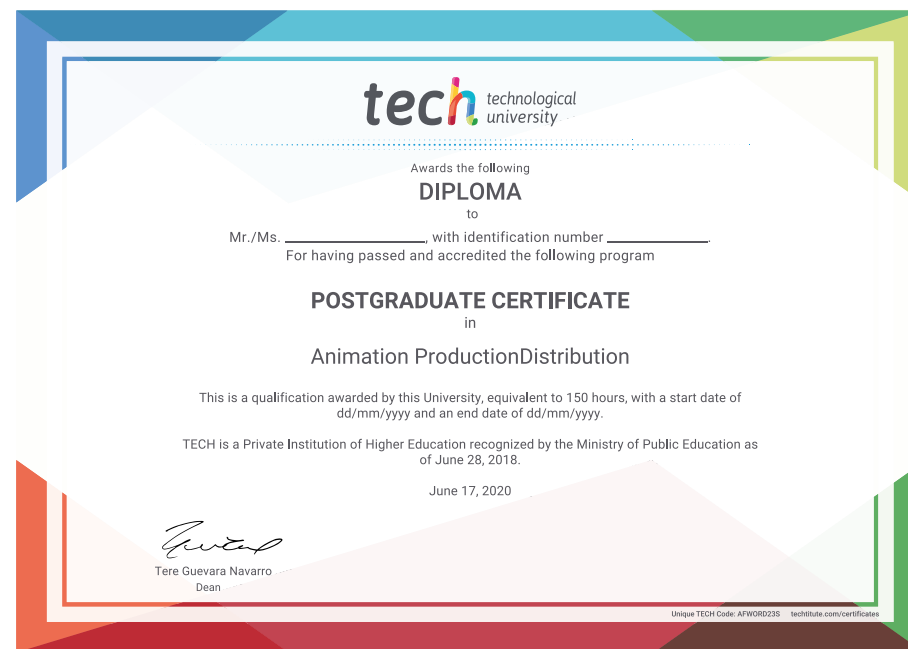 tech technological
university
Awards the following
DIPLOMA
to
Mr./Ms. ____________________, with identification number ______________.
For having passed and accredited the following program
POSTGRADUATE CERTIFICATE
in
Animation ProductionDistribution
This is a qualification awarded by this University, equivalent to 150 hours, with a start date of
dd/mm/yyyy and an end date of dd/mm/yyyy.
TECH is a Private Institution of Higher Education recognized by the Ministry of Public Education as
of June 28, 2018.
June 17, 2020
Tere Guevara Navarro
Dean
Unique TECH Code: AFWORD23S techtitute.com/certificates